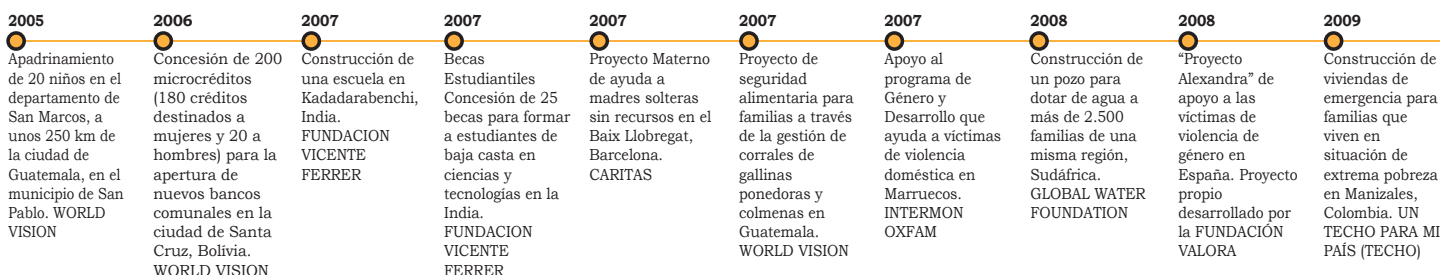 2005
Apadrinamiento
de 20 niños en el
departamento de
San Marcos, a
unos 250 km de
la ciudad de
Guatemala, en el
municipio de San
Pablo. WORLD
VISION
2006
Concesión de 200
microcréditos
(180 créditos
destinados a
mujeres y 20 a
hombres) para la
apertura de
nuevos bancos
comunales en la
ciudad de Santa
Cruz, Bolivia.
WORLD VISION
2007
Construcción de
una escuela en
Kadadarabenchi,
India.
FUNDACION
VICENTE
FERRER
2007
Becas
Estudiantiles
Concesión de 25
becas para formar
a estudiantes de
baja casta en
ciencias y
tecnologías en la
India.
FUNDACION
VICENTE
FERRER
2007
Proyecto Materno
de ayuda a
madres solteras
sin recursos en el
Baix Llobregat,
Barcelona.
CARITAS
2007
Proyecto de
seguridad
alimentaria para
familias a través
de la gestión de
corrales de
gallinas
ponedoras y
colmenas en
Guatemala.
WORLD VISION
2007
Apoyo al
programa de
Género y
Desarrollo que
ayuda a víctimas
de violencia
doméstica en
Marruecos.
INTERMON
OXFAM
2008
Construcción de
un pozo para
dotar de agua a
más de 2.500
familias de una
misma región,
Sudáfrica.
GLOBAL WATER
FOUNDATION
2008
“Proyecto
Alexandra” de
apoyo a las
víctimas de
violencia de
género en
España. Proyecto
propio
desarrollado por
la FUNDACIÓN
VALORA
2009
Construcción de
viviendas de
emergencia para
familias que
viven en
situación de
extrema pobreza
en Manizales,
Colombia. UN
TECHO PARA MI
PAÍS (TECHO)